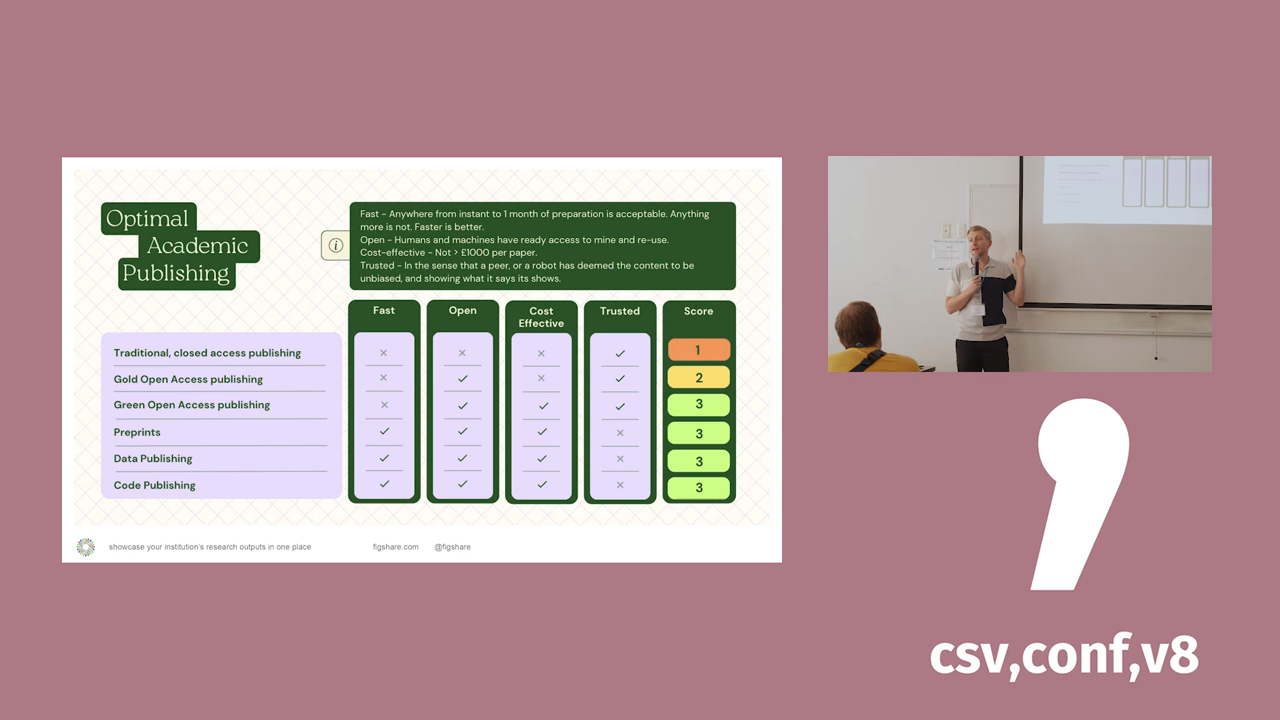 Optimal
Academic
Publishing
i
Fast - Anywhere from instant to 1 month of preparation is acceptable. Anything
more is not. Faster is better.
Open - Humans and machines have ready access to mine and re-use.
Cost-effective - Not > £1000 per paper.
Trusted - In the sense that a peer, or a robot has deemed the content to be
unbiased, and showing what it says its shows.
Fast Open Cost Effective Trusted Score
Traditional, closed access publishing × × × ✓ 1
Gold Open Access publishing × ✓ × ✓ 2
Green Open Access publishing × ✓ ✓ ✓ 3
Preprints ✓ ✓ ✓ × 3
Data Publishing ✓ ✓ ✓ × 3
Code Publishing ✓ ✓ ✓ × 3
showcase your institution's research outputs in one place figshare.com @figshare
,
csv,conf,v8